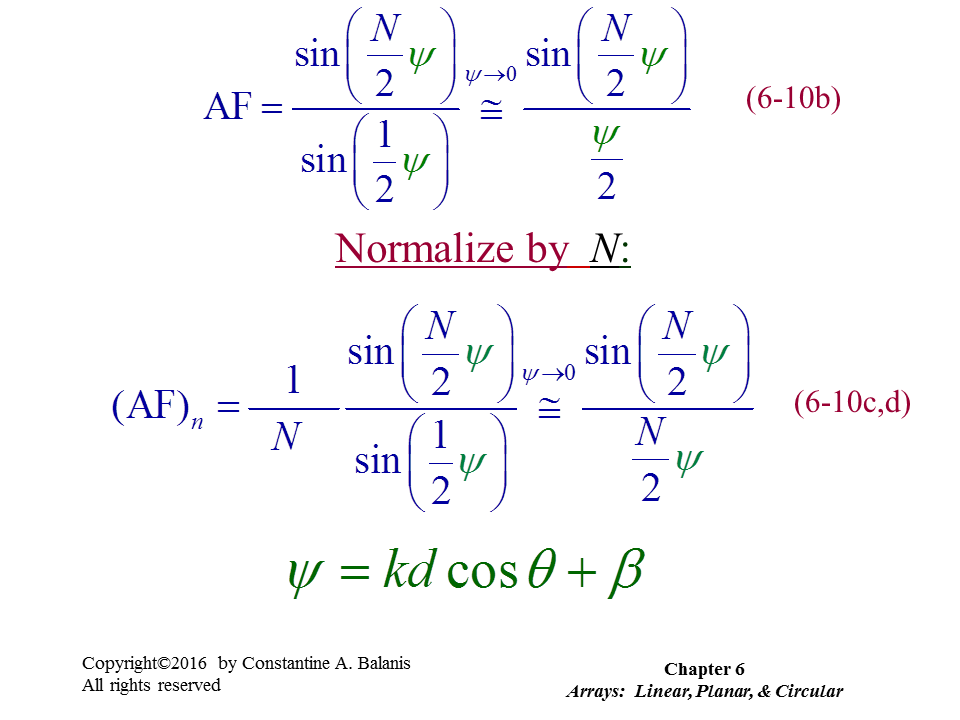 AF = sin(N/2 ψ) / sin(1/2 ψ) ≅ ψ→0 sin(N/2 ψ) / (ψ/2) (6-10b)
Normalize by N:
(AF)n = 1/N sin(N/2 ψ) / sin(1/2 ψ) ≅ ψ→0 sin(N/2 ψ) / (N/2 ψ) (6-10c,d)
ψ = kd cos θ + β
Copyright©2016 by Constantine A. Balanis
All rights reserved
Chapter 6
Arrays: Linear, Planar, & Circular